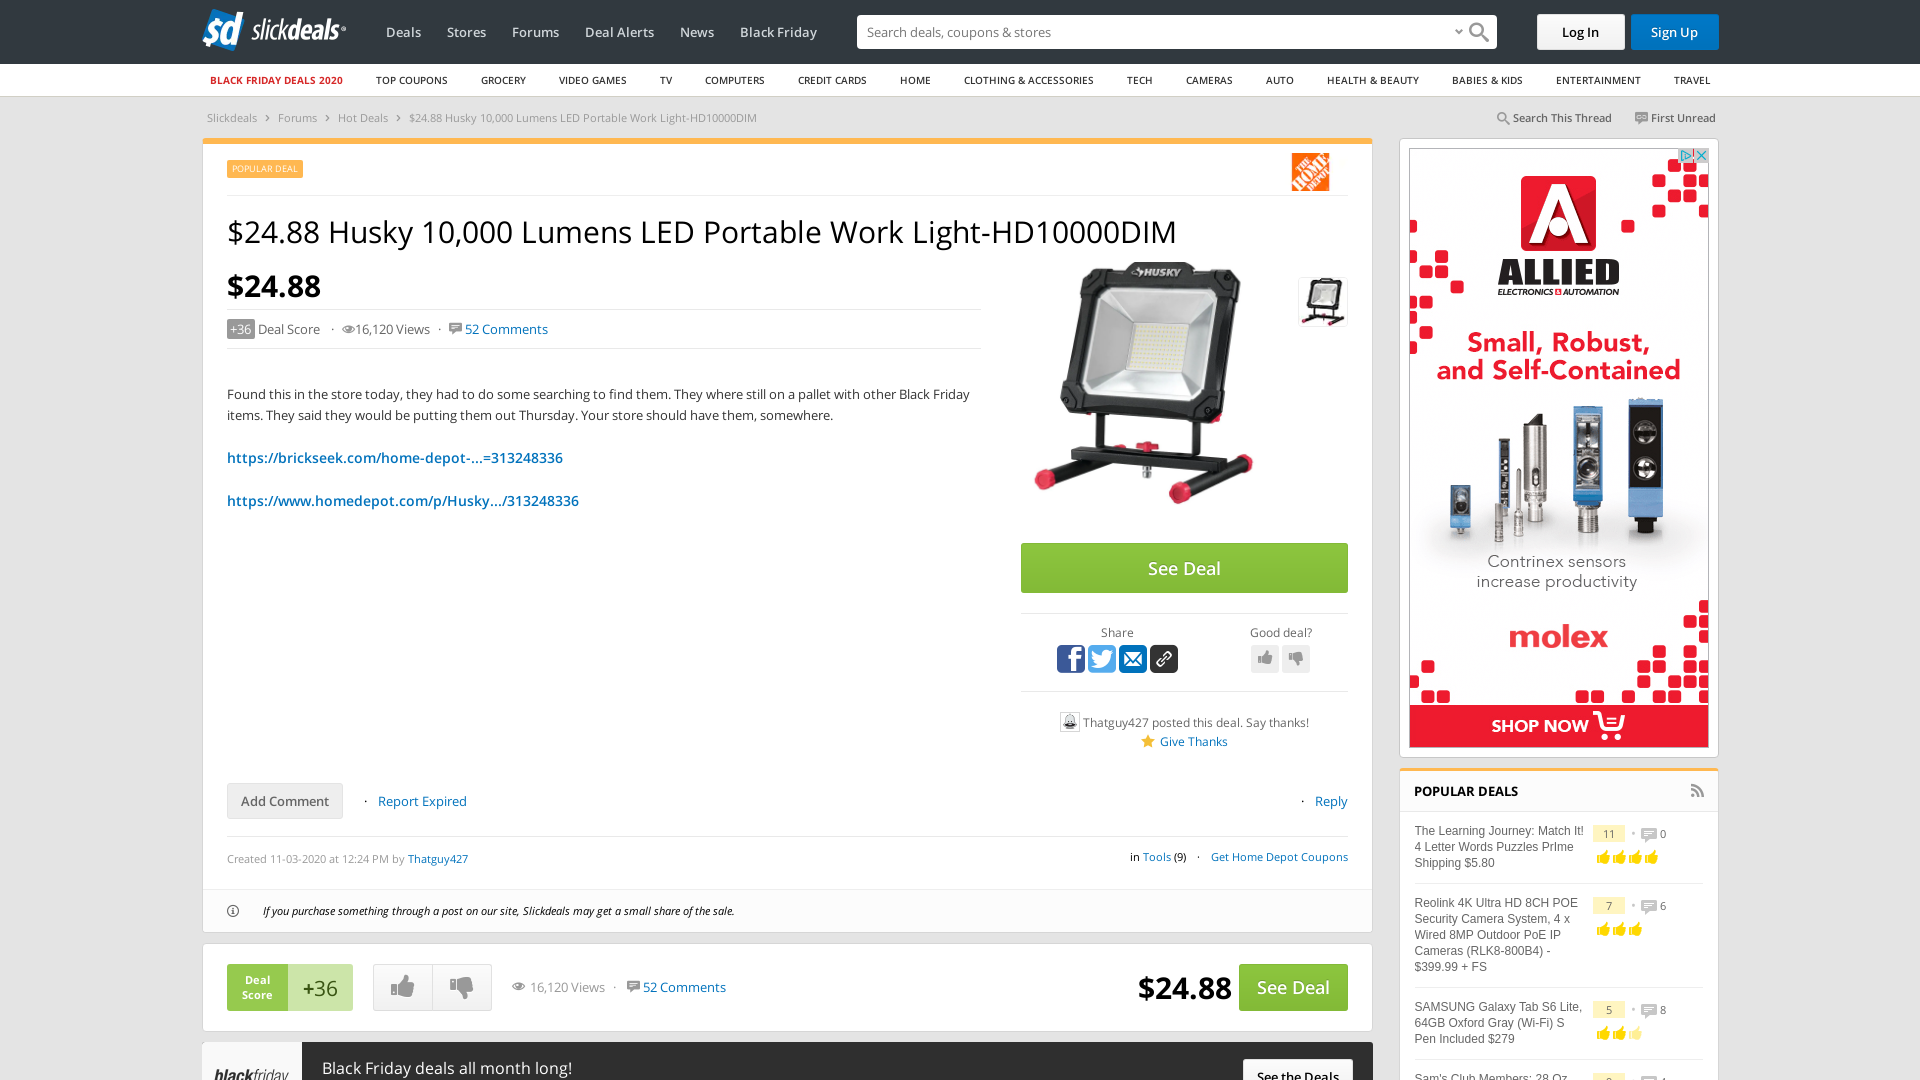 sd slickdeals
Deals Stores Forums Deal Alerts News Black Friday
Search deals, coupons & stores
Log In Sign Up
BLACK FRIDAY DEALS 2020 TOP COUPONS GROCERY VIDEO GAMES TV COMPUTERS CREDIT CARDS HOME CLOTHING & ACCESSORIES TECH CAMERAS AUTO HEALTH & BEAUTY BABIES & KIDS ENTERTAINMENT TRAVEL
Slickdeals › Forums › Hot Deals › $24.88 Husky 10,000 Lumens LED Portable Work Light-HD10000DIM
Search This Thread First Unread
POPULAR DEAL
THE HOME DEPOT
$24.88 Husky 10,000 Lumens LED Portable Work Light-HD10000DIM
$24.88
+36 Deal Score · 16,120 Views · 52 Comments
HUSKY
Found this in the store today, they had to do some searching to find them. They where still on a pallet with other Black Friday
items. They said they would be putting them out Thursday. Your store should have them, somewhere.
https://brickseek.com/home-depot-...=313248336
https://www.homedepot.com/p/Husky.../313248336
See Deal
Share Good deal?
Thatguy427 posted this deal. Say thanks!
Give Thanks
Add Comment · Report Expired · Reply
Created 11-03-2020 at 12:24 PM by Thatguy427
in Tools (9) · Get Home Depot Coupons
If you purchase something through a post on our site, Slickdeals may get a small share of the sale.
Deal
Score
+36
16,120 Views · 52 Comments
$24.88 See Deal
blackfriday
Black Friday deals all month long!
See the Deals
A
ALLIED
ELECTRONICS & AUTOMATION
Small, Robust,
and Self-Contained
Contrinex sensors
increase productivity
molex
SHOP NOW
POPULAR DEALS
The Learning Journey: Match It!
4 Letter Words Puzzles PrIme
Shipping $5.80
11 • 0
Reolink 4K Ultra HD 8CH POE
Security Camera System, 4 x
Wired 8MP Outdoor PoE IP
Cameras (RLK8-800B4) -
$399.99 + FS
7 • 6
SAMSUNG Galaxy Tab S6 Lite,
64GB Oxford Gray (Wi-Fi) S
Pen Included $279
5 • 8
Sam's Club Members: 28 Oz